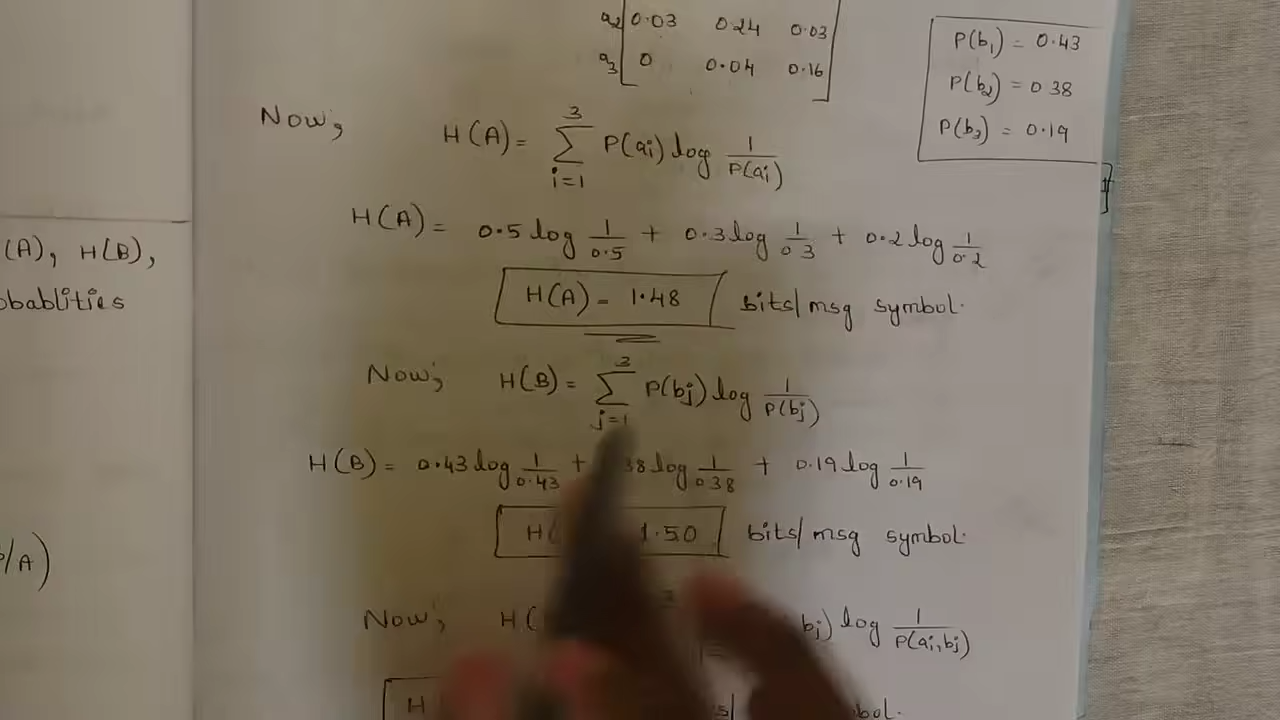 a2 0.03 0.24 0.03
a3 0 0.04 0.16
P(b1) = 0.43
P(b2) = 0.38
P(b3) = 0.19
Now; H(A) = 3 ∑ i=1 P(ai) log 1/P(ai)
H(A) = 0.5 log 1/0.5 + 0.3 log 1/0.3 + 0.2 log 1/0.2
H(A) = 1.48 bits/msg symbol.
Now; H(B) = 3 ∑ j=1 P(bj) log 1/P(bj)
H(B) = 0.43 log 1/0.43 + 38 log 1/0.38 + 0.19 log 1/0.19
H( 1.50 bits/msg symbol.
Now; H( bj) log 1/P(ai,bj)
H bol.
(A), H(B),
obablities
/A)